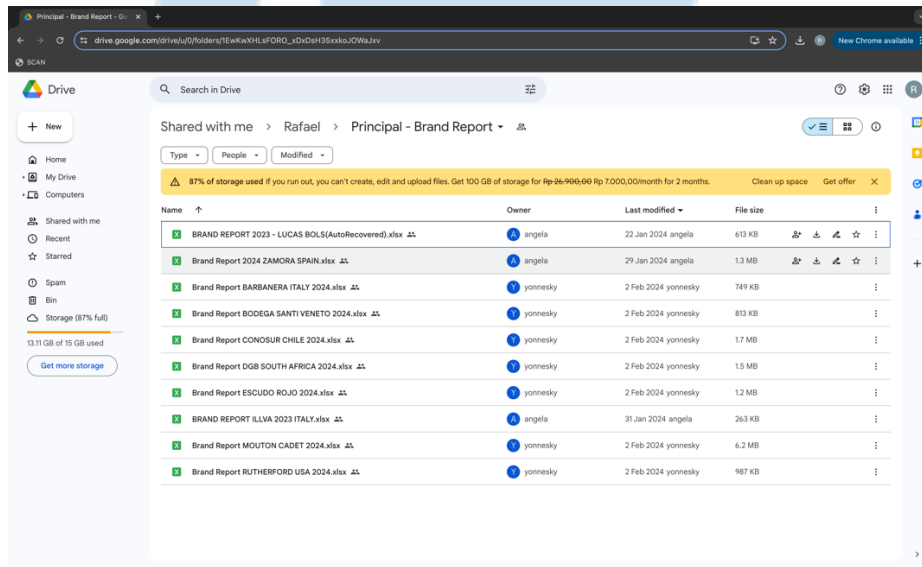 Principal - Brand Report - Go
drive.google.com/drive/u/0/folders/1EwKwXHLsFORO_xDxDsH35xxkoJOWaJxv
R
New Chrome available
SCAN
Drive
Search in Drive
R
New
Shared with me > Rafael > Principal - Brand Report
Home
My Drive
Computers
Shared with me
Recent
Starred
Spam
Bin
Storage (87% full)
13.11 GB of 15 GB used
Get more storage
Type
People
Modified
87% of storage used If you run out, you can't create, edit and upload files. Get 100 GB of storage for Rp 26.900,00 Rp 7.000,00/month for 2 months.
Clean up space
Get offer
Name Owner Last modified File size
X BRAND REPORT 2023 - LUCAS BOLS(AutoRecovered).xlsx A angela 22 Jan 2024 angela 613 KB
X Brand Report 2024 ZAMORA SPAIN.xlsx A angela 29 Jan 2024 angela 1.3 MB
X Brand Report BARBANERA ITALY 2024.xlsx Y yonnesky 2 Feb 2024 yonnesky 749 KB
X Brand Report BODEGA SANTI VENETO 2024.xlsx Y yonnesky 2 Feb 2024 yonnesky 813 KB
X Brand Report CONOSUR CHILE 2024.xlsx Y yonnesky 2 Feb 2024 yonnesky 1.7 MB
X Brand Report DGB SOUTH AFRICA 2024.xlsx Y yonnesky 2 Feb 2024 yonnesky 1.5 MB
X Brand Report ESCUDO ROJO 2024.xlsx Y yonnesky 2 Feb 2024 yonnesky 1.2 MB
X BRAND REPORT ILLVA 2023 ITALY.xlsx A angela 31 Jan 2024 angela 263 KB
X Brand Report MOUTON CADET 2024.xlsx Y yonnesky 2 Feb 2024 yonnesky 6.2 MB
X Brand Report RUTHERFORD USA 2024.xlsx Y yonnesky 2 Feb 2024 yonnesky 987 KB